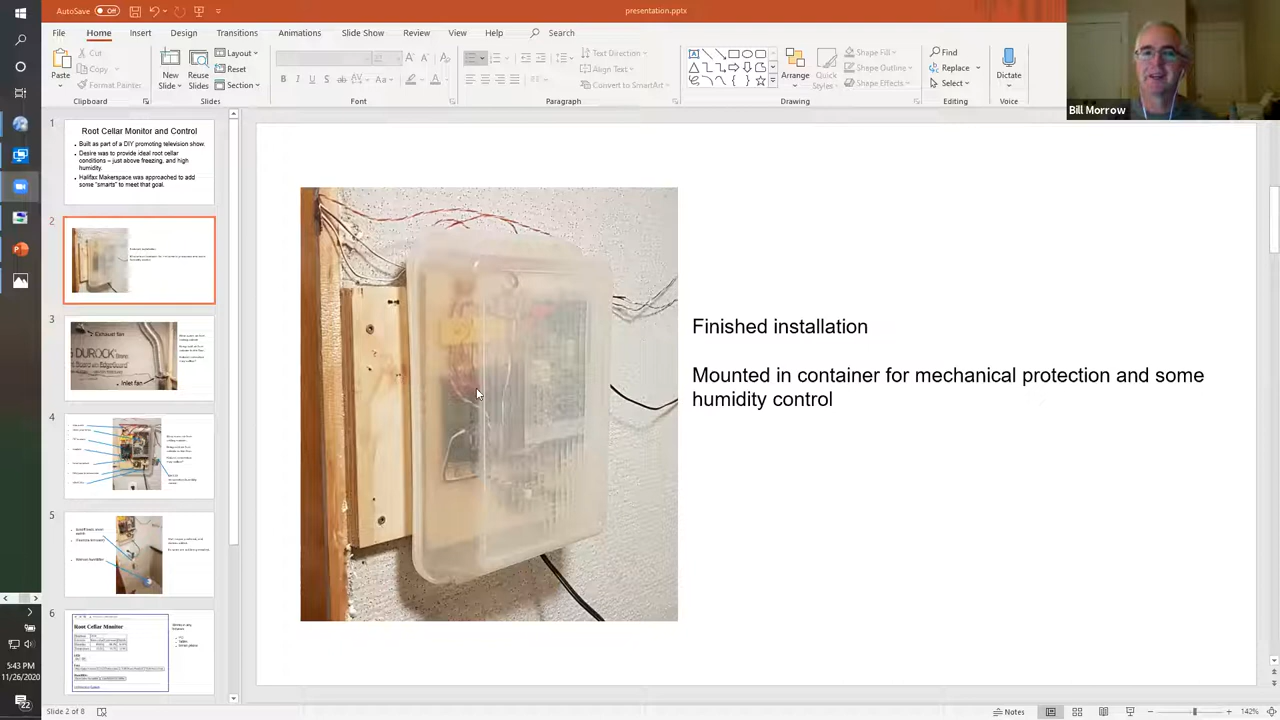 AutoSave
Off
presentation.pptx
File
Home
Insert
Design
Transitions
Animations
Slide Show
Review
View
Help
Search
Paste
Cut
Copy
Format Painter
Clipboard
New
Slide
Reuse
Slides
Layout
Reset
Section
Slides
Font
Text Direction
Align Text
Convert to SmartArt
Paragraph
Arrange
Quick
Styles
Shape Fill
Shape Outline
Shape Effects
Drawing
Find
Replace
Select
Editing
Dictate
Voice
Bill Morrow
1
Root Cellar Monitor and Control
• Built as part of a DIY promoting television show.
• Desire was to provide ideal root cellar
conditions – just above freezing, and high
humidity.
• Halifax Makerspace was approached to add
some "smarts" to meet that goal.
2
3
Exhaust fan
DUROCK
Inlet fan
4
5
6
Root Cellar Monitor
Finished installation
Mounted in container for mechanical protection and some
humidity control
5:43 PM
11/26/2020
22
Slide 2 of 8
Notes
142%